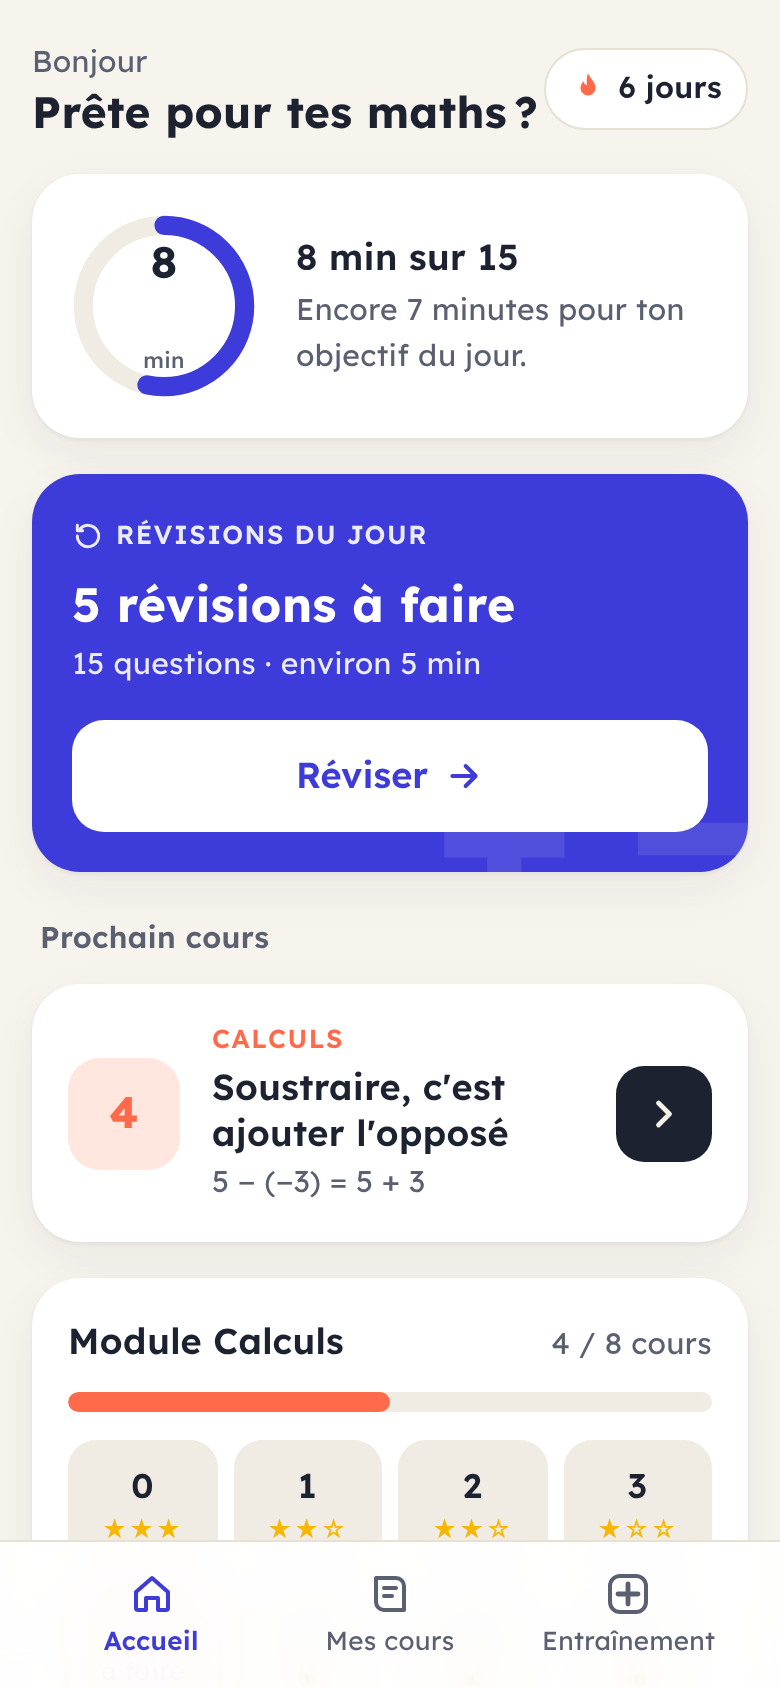 Bonjour
Prête pour tes maths ?
6 jours
8
min
8 min sur 15
Encore 7 minutes pour ton
objectif du jour.
RÉVISIONS DU JOUR
5 révisions à faire
15 questions · environ 5 min
Réviser →
Prochain cours
CALCULS
4
Soustraire, c'est
ajouter l'opposé
5 − (−3) = 5 + 3
Module Calculs
4 / 8 cours
0
1
2
3
★★★
★★☆
★★☆
★☆☆
à faire
Accueil
Mes cours
Entraînement